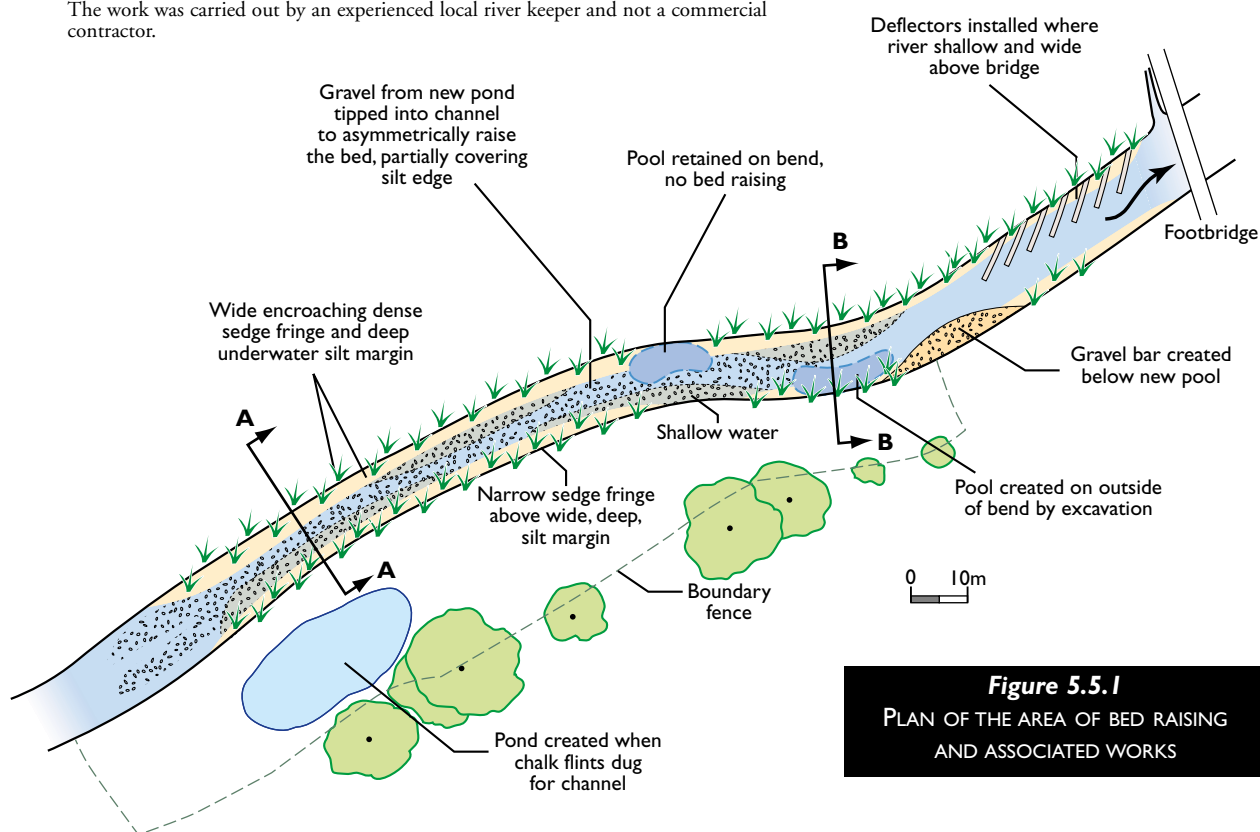 The work was carried out by an experienced local river keeper and not a commercial
contractor.
Deflectors installed where
river shallow and wide
above bridge
Gravel from new pond
tipped into channel
to asymmetrically raise
the bed, partially covering
silt edge
Pool retained on bend,
no bed raising
Footbridge
B
Wide encroaching dense
sedge fringe and deep
underwater silt margin
Gravel bar created
below new pool
A
Shallow water
B
Narrow sedge fringe
above wide, deep,
silt margin
Pool created on outside
of bend by excavation
A
0 10m
Boundary
fence
Pond created when
chalk flints dug
for channel
Figure 5.5.1
PLAN OF THE AREA OF BED RAISING
AND ASSOCIATED WORKS